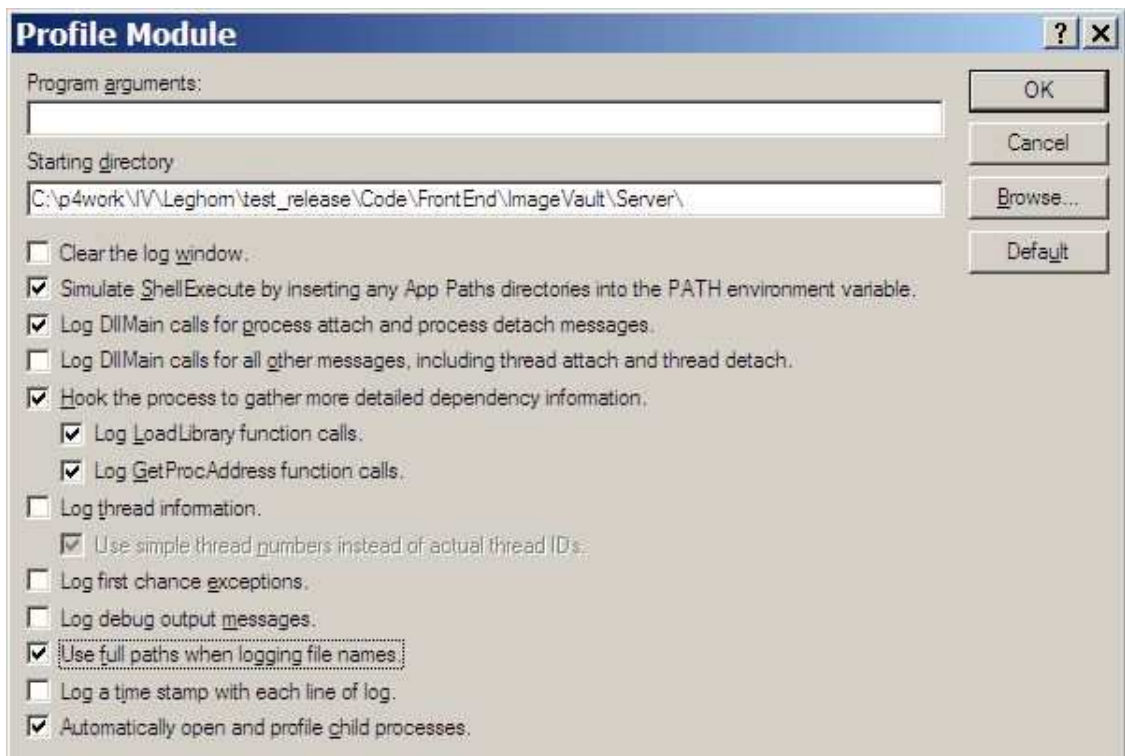 Profile Module
Program arguments:
OK
Cancel
Starting directory
C:\p4work\IV\Leghorn\test_release\Code\FrontEnd\ImageVault\Server\
Browse...
Default
Clear the log window.
Simulate ShellExecute by inserting any App Paths directories into the PATH environment variable.
Log DllMain calls for process attach and process detach messages.
Log DllMain calls for all other messages, including thread attach and thread detach.
Hook the process to gather more detailed dependency information.
Log LoadLibrary function calls.
Log GetProcAddress function calls.
Log thread information.
Use simple thread numbers instead of actual thread IDs.
Log first chance exceptions.
Log debug output messages.
Use full paths when logging file names.
Log a time stamp with each line of log.
Automatically open and profile child processes.